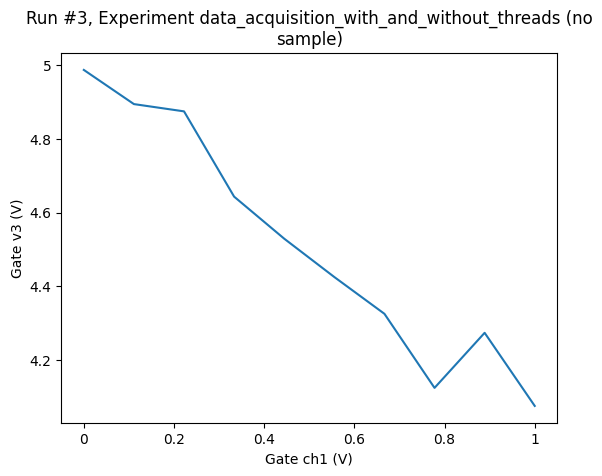 Run #3, Experiment data_acquisition_with_and_without_threads (no
sample)
5
4.8
4.6
4.4
4.2
Gate v3 (V)
0
0.2
0.4
0.6
0.8
1
Gate ch1 (V)